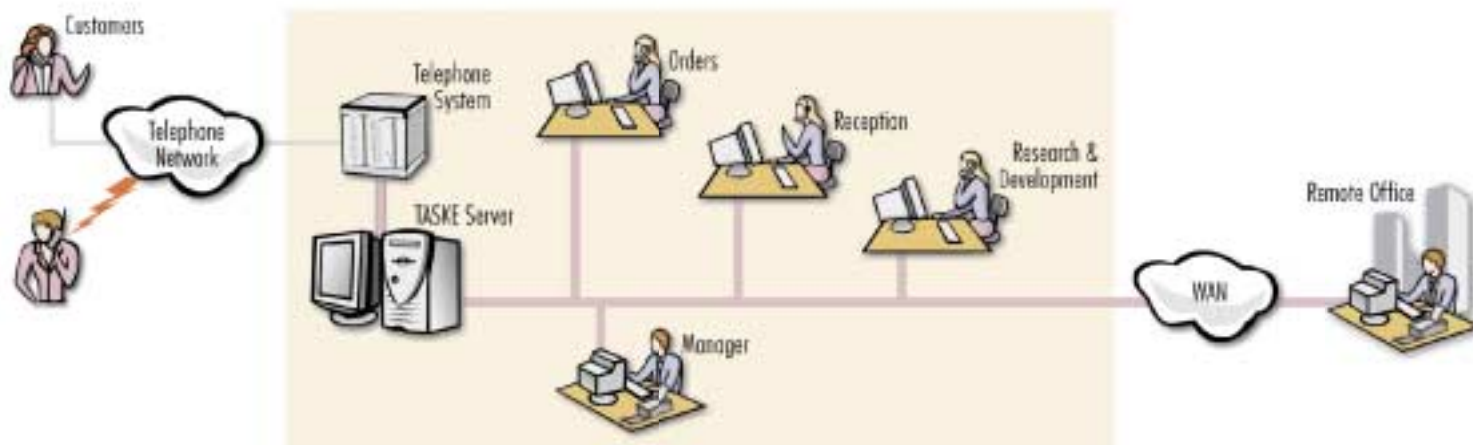 Customers
Telephone
Network
Telephone
System
TASKE Server
Orders
Reception
Research &
Development
Manager
WAN
Remote Office